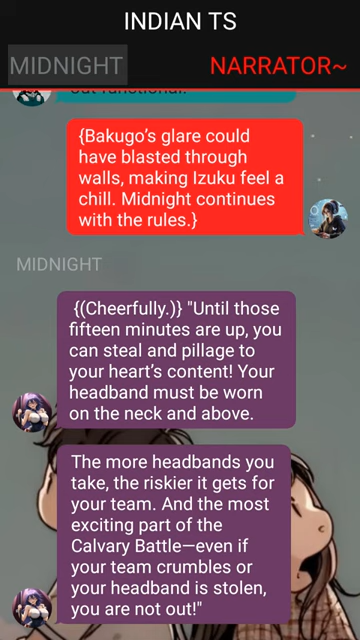 INDIAN TS
MIDNIGHT
NARRATOR~
but functional.
{Bakugo's glare could
have blasted through
walls, making Izuku feel a
chill. Midnight continues
with the rules.}
MIDNIGHT
{(Cheerfully.)} "Until those
fifteen minutes are up, you
can steal and pillage to
your heart's content! Your
headband must be worn
on the neck and above.
The more headbands you
take, the riskier it gets for
your team. And the most
exciting part of the
Calvary Battle—even if
your team crumbles or
your headband is stolen,
you are not out!"